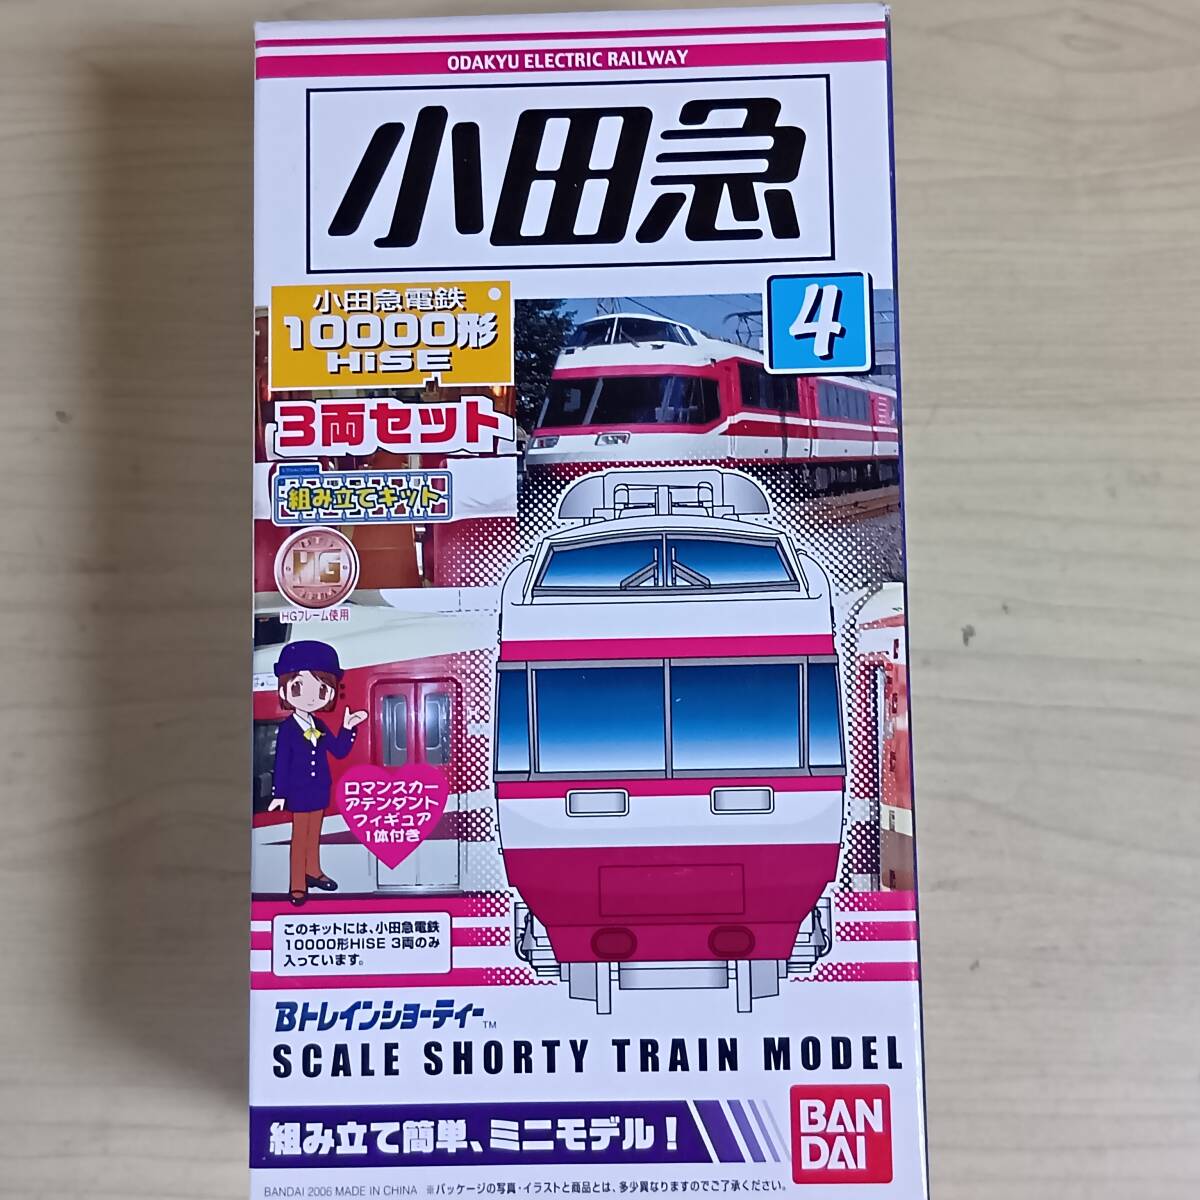 ODAKYU ELECTRIC RAILWAY
小田急
小田急電鉄
10000形
HiSE
4
3両セット
組み立てキット
HG
HGフレーム使用
ロマンスカー
アテンダント
フィギュア
1体付き
このキットには、小田急電鉄
10000形HiSE 3両のみ
入っています。
Bトレインショーティー™
SCALE SHORTY TRAIN MODEL
組み立て簡単、ミニモデル!
BAN
DAI
BANDAI 2006 MADE IN CHINA ※パッケージの写真・イラストと商品とは、多少異なりますのでご了承ください。